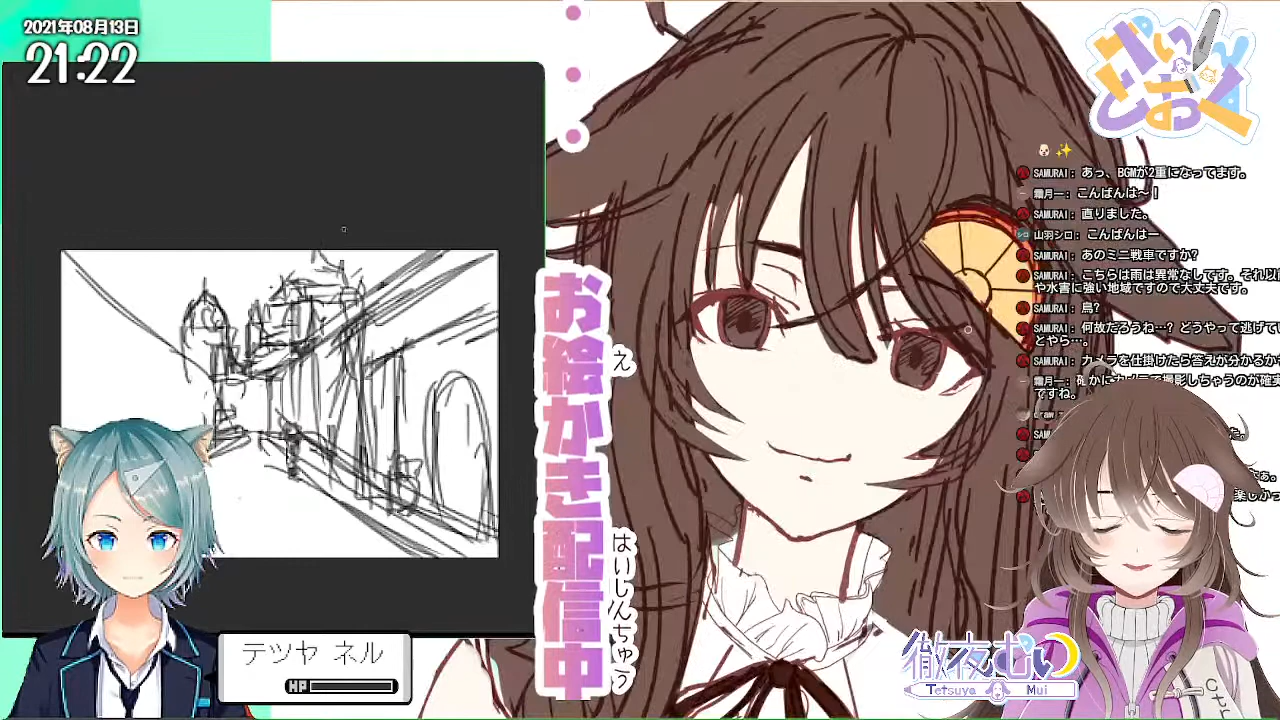 2021年08月13日
21:22
SAMURAI: あっ、BGMが2重になってます。
霜月一: こんばんは〜!
SAMURAI: 直りました。
山羽シロ: こんばんはー
SAMURAI: あのミニ戦車ですか?
SAMURAI: こちらは雨は異常なしです。それ以
や水害に強い地域ですので大丈夫です。
SAMURAI: 鳥?
SAMURAI: 何故だろうね…? どうやって逃げて
とやら…。
SAMURAI: カメラを仕掛けたら答えが分かるか
ですね。
お絵かき配信中
え
はいしんちゅう
テツヤ ネル
HP
徹夜むい
Tetsuya Mui